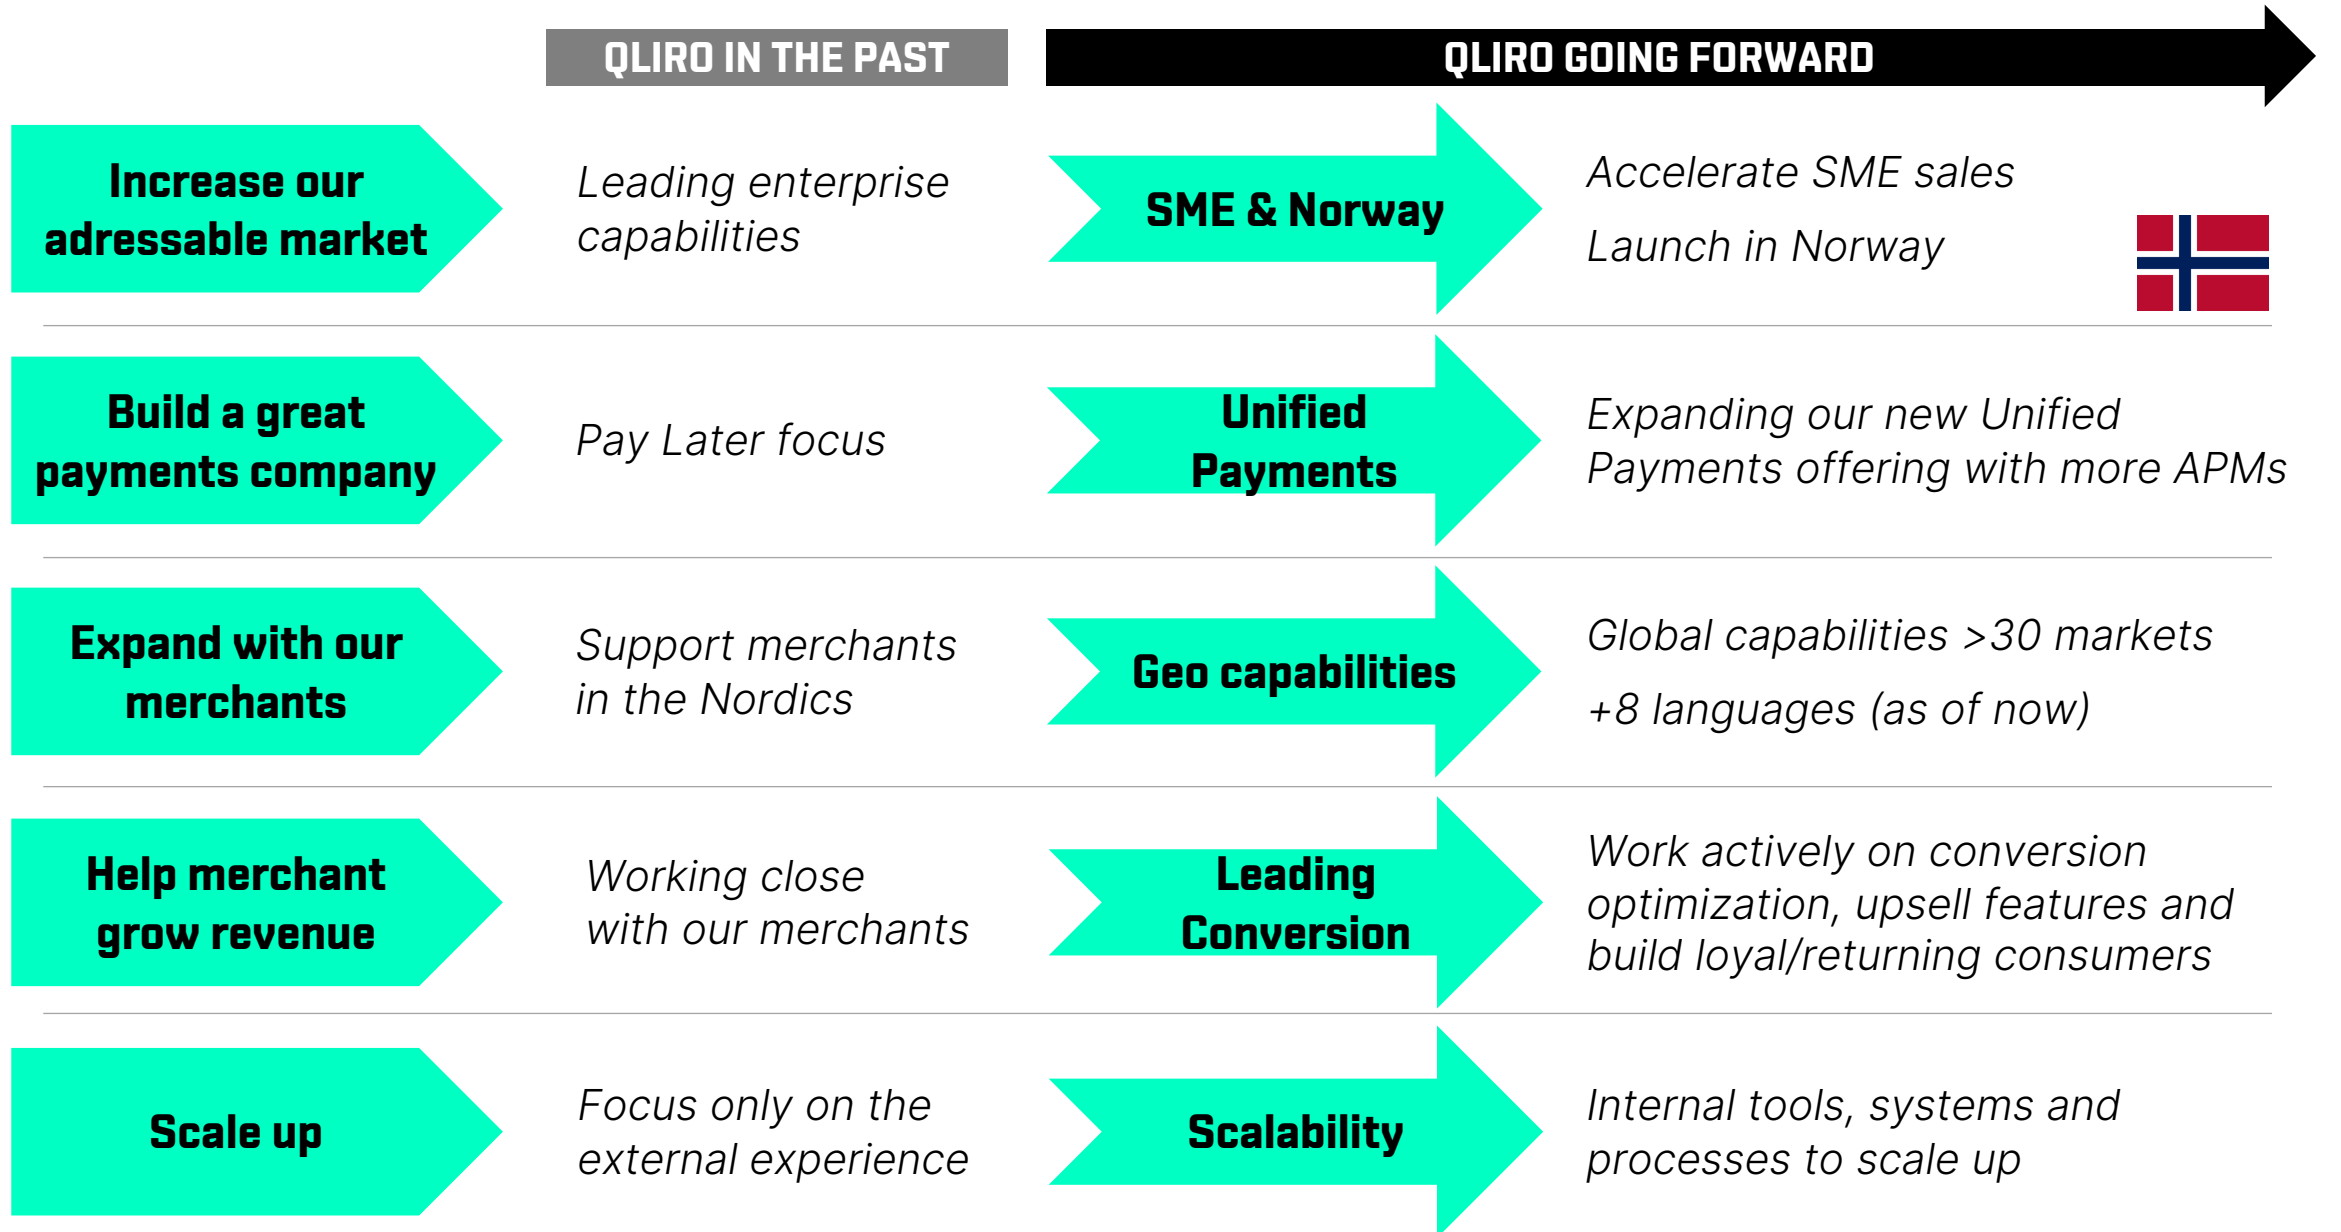 QLIRO IN THE PAST
QLIRO GOING FORWARD
Increase our
adressable market
Leading enterprise
capabilities
SME & Norway
Accelerate SME sales
Launch in Norway
Build a great
payments company
Pay Later focus
Unified
Payments
Expanding our new Unified
Payments offering with more APMs
Expand with our
merchants
Support merchants
in the Nordics
Geo capabilities
Global capabilities >30 markets
+8 languages (as of now)
Help merchant
grow revenue
Working close
with our merchants
Leading
Conversion
Work actively on conversion
optimization, upsell features and
build loyal/returning consumers
Scale up
Focus only on the
external experience
Scalability
Internal tools, systems and
processes to scale up